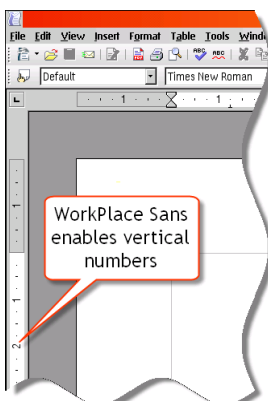 File Edit View Insert Format Table Tools
Default Times New Roman
1 1
1
WorkPlace Sans
enables vertical
numbers
1
2